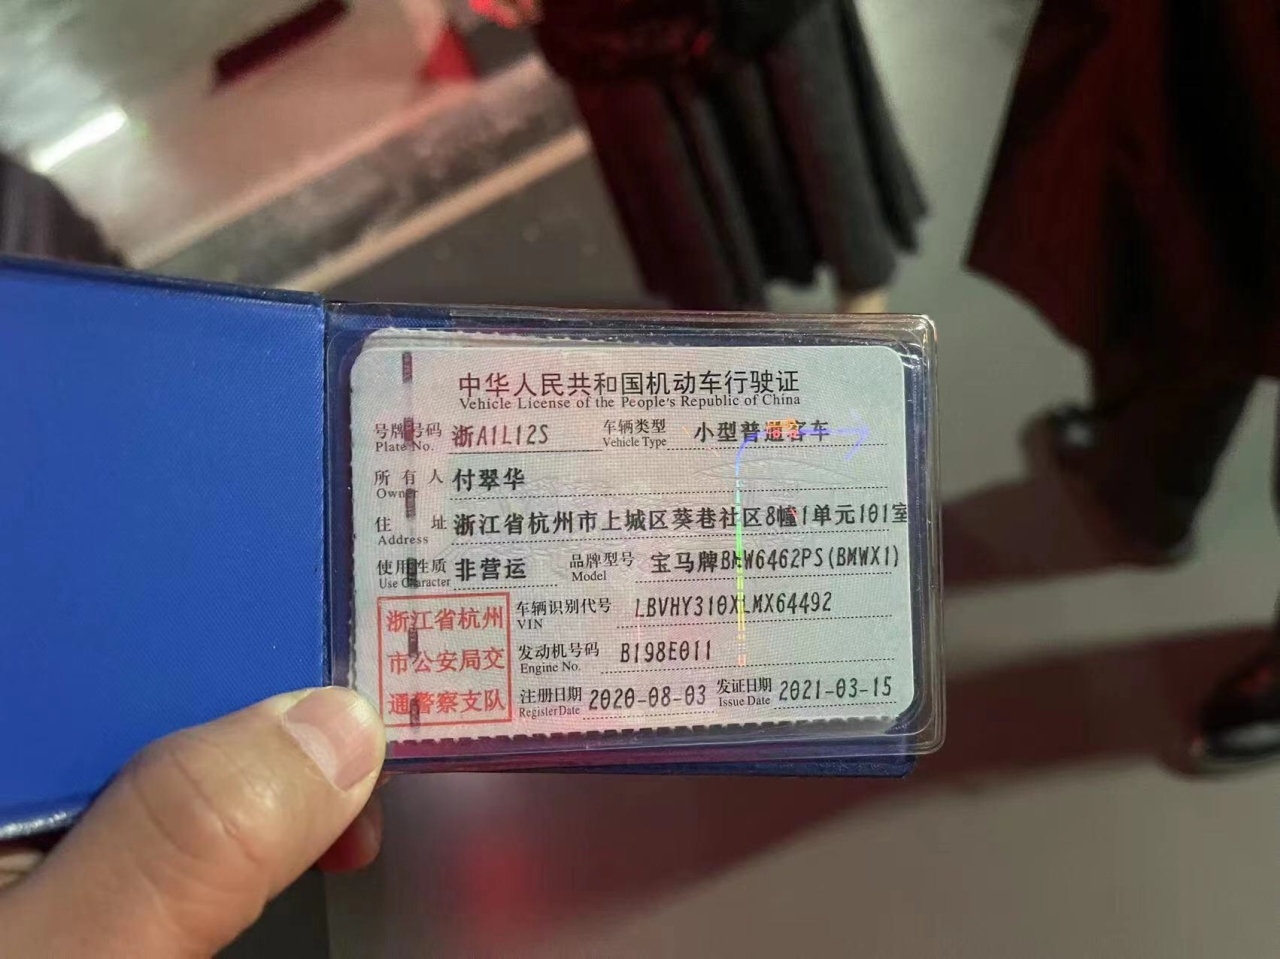 中华人民共和国机动车行驶证
Vehicle License of the People's Republic of China
号牌号码 浙A1L12S 车辆类型 小型普通客车
Plate No. Vehicle Type
所有人 付翠华
Owner
住址 浙江省杭州市上城区葵巷社区8幢1单元101室
Address
使用性质 非营运 品牌型号 宝马牌BMW6462PS(BMWX1)
Use Character Model
浙江省杭州
市公安局交
通警察支队
车辆识别代号 LBVHY310XLMX64492
VIN
发动机号码 B198E011
Engine No.
注册日期 2020-08-03 发证日期 2021-03-15
Register Date Issue Date